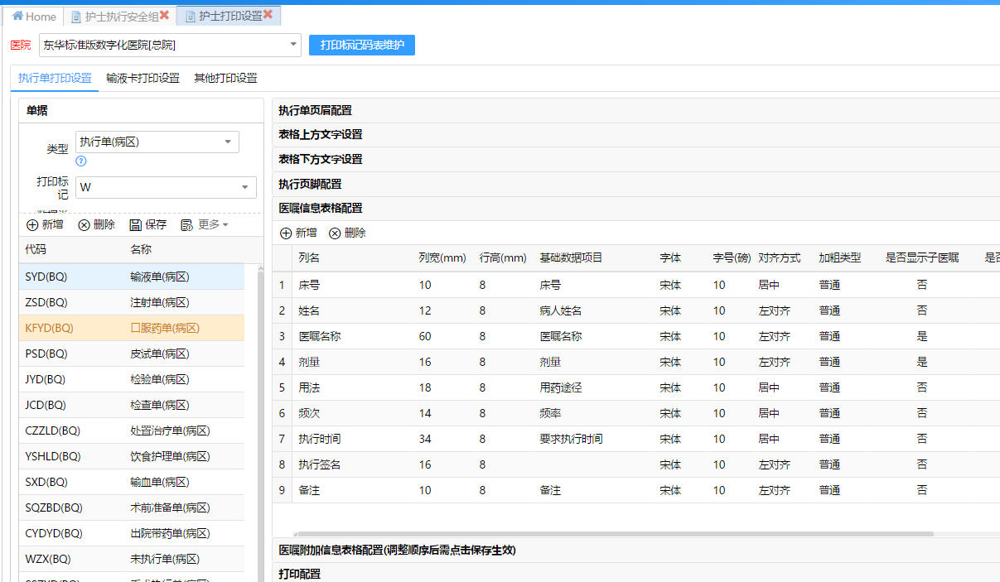 Home 护士执行安全组 护士打印设置
医院 东华标准版数字化医院[总院] 打印标记码表维护
执行单打印设置 输液卡打印设置 其他打印设置
单据
类型 执行单(病区)
?
打印标记 W
新增 删除 保存 更多
代码 名称
SYD(BQ) 输液单(病区)
ZSD(BQ) 注射单(病区)
KFYD(BQ) 口服药单(病区)
PSD(BQ) 皮试单(病区)
JYD(BQ) 检验单(病区)
JCD(BQ) 检查单(病区)
CZZLD(BQ) 处置治疗单(病区)
YSHLD(BQ) 饮食护理单(病区)
SXD(BQ) 输血单(病区)
SQZBD(BQ) 术前准备单(病区)
CYDYD(BQ) 出院带药单(病区)
WZX(BQ) 未执行单(病区)
执行单页眉配置
表格上方文字设置
表格下方文字设置
执行页脚配置
医嘱信息表格配置
新增 删除
列名 列宽(mm) 行高(mm) 基础数据项目 字体 字号(磅) 对齐方式 加粗类型 是否显示子医嘱 是否
1 床号 10 8 床号 宋体 10 居中 普通 否
2 姓名 12 8 病人姓名 宋体 10 左对齐 普通 否
3 医嘱名称 60 8 医嘱名称 宋体 10 左对齐 普通 是
4 剂量 16 8 剂量 宋体 10 左对齐 普通 是
5 用法 18 8 用药途径 宋体 10 居中 普通 否
6 频次 14 8 频率 宋体 10 居中 普通 否
7 执行时间 34 8 要求执行时间 宋体 10 居中 普通 否
8 执行签名 16 8 宋体 10 左对齐 普通 否
9 备注 10 8 备注 宋体 10 左对齐 普通 否
医嘱附加信息表格配置(调整顺序后需点击保存生效)
打印配置